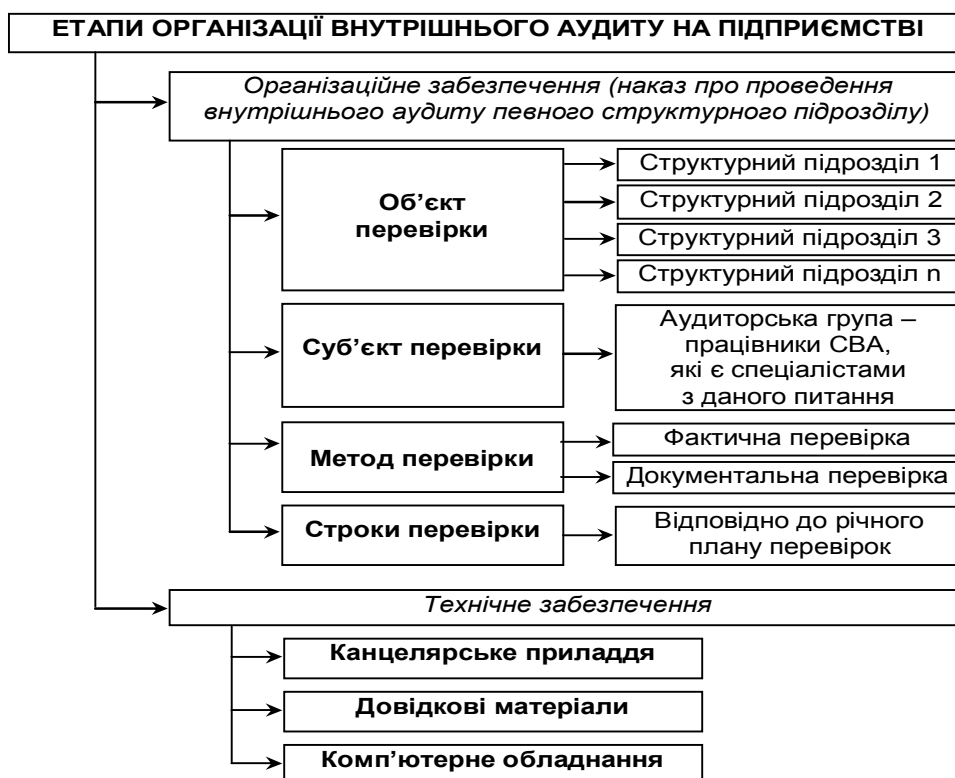 ЕТАПИ ОРГАНІЗАЦІЇ ВНУТРІШНЬОГО АУДИТУ НА ПІДПРИЄМСТВІ
Організаційне забезпечення (наказ про проведення
внутрішнього аудиту певного структурного підрозділу)
Об’єкт
перевірки
Структурний підрозділ 1
Структурний підрозділ 2
Структурний підрозділ 3
Структурний підрозділ n
Суб’єкт перевірки
Аудиторська група –
працівники СВА,
які є спеціалістами
з даного питання
Метод перевірки
Фактична перевірка
Документальна перевірка
Строки перевірки
Відповідно до річного
плану перевірок
Технічне забезпечення
Канцелярське приладдя
Довідкові матеріали
Комп’ютерне обладнання